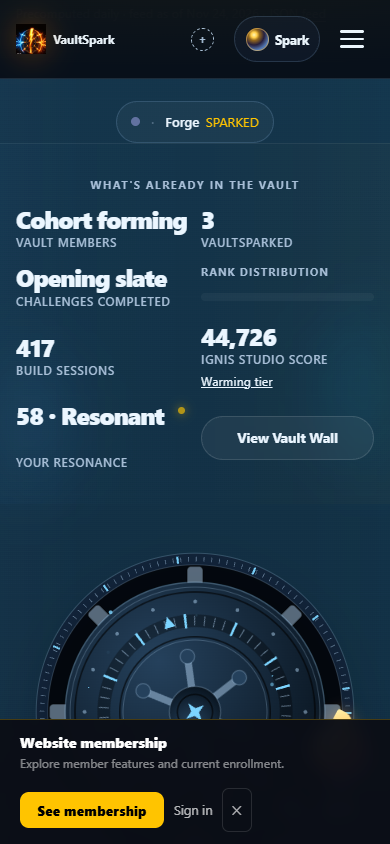 VaultSpark
+
Spark
· Forge SPARKED
WHAT'S ALREADY IN THE VAULT
Cohort forming
VAULT MEMBERS
3
VAULTSPARKED
Opening slate
CHALLENGES COMPLETED
RANK DISTRIBUTION
417
BUILD SESSIONS
44,726
IGNIS STUDIO SCORE
Warming tier
58 · Resonant
YOUR RESONANCE
View Vault Wall
Website membership
Explore member features and current enrollment.
See membership
Sign in
×